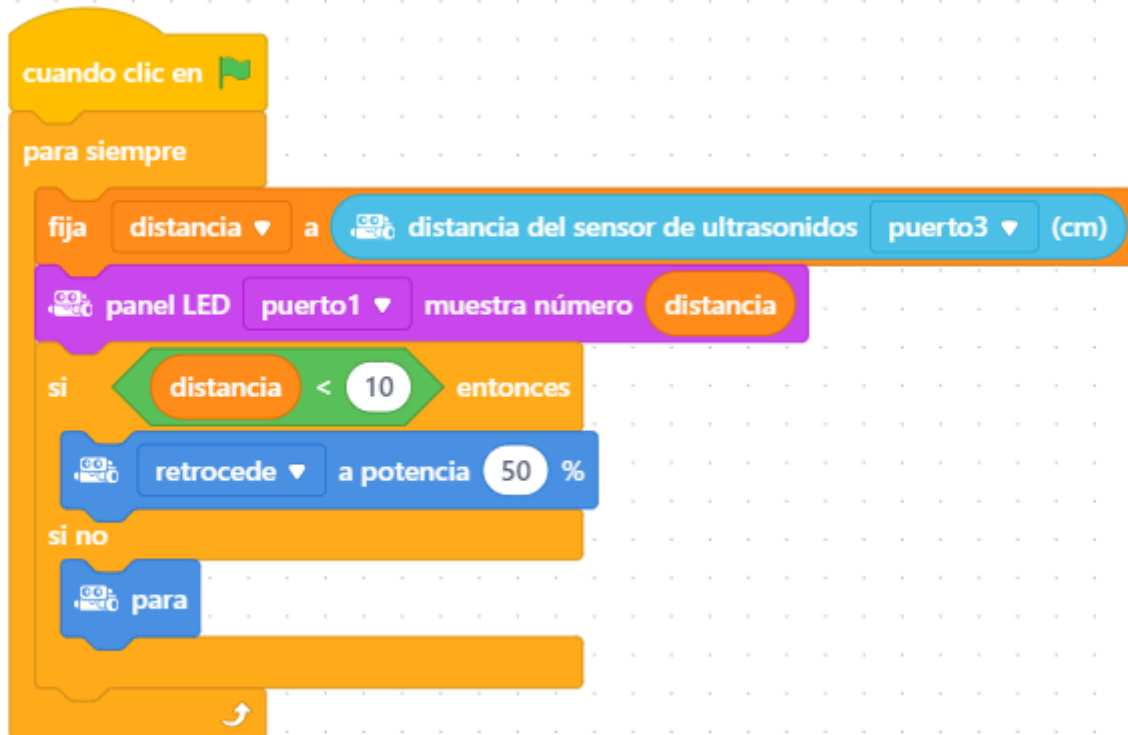 cuando clic en
para siempre
fija distancia a distancia del sensor de ultrasonidos puerto3 (cm)
panel LED puerto1 muestra número distancia
si distancia < 10 entonces
retrocede a potencia 50 %
si no
para